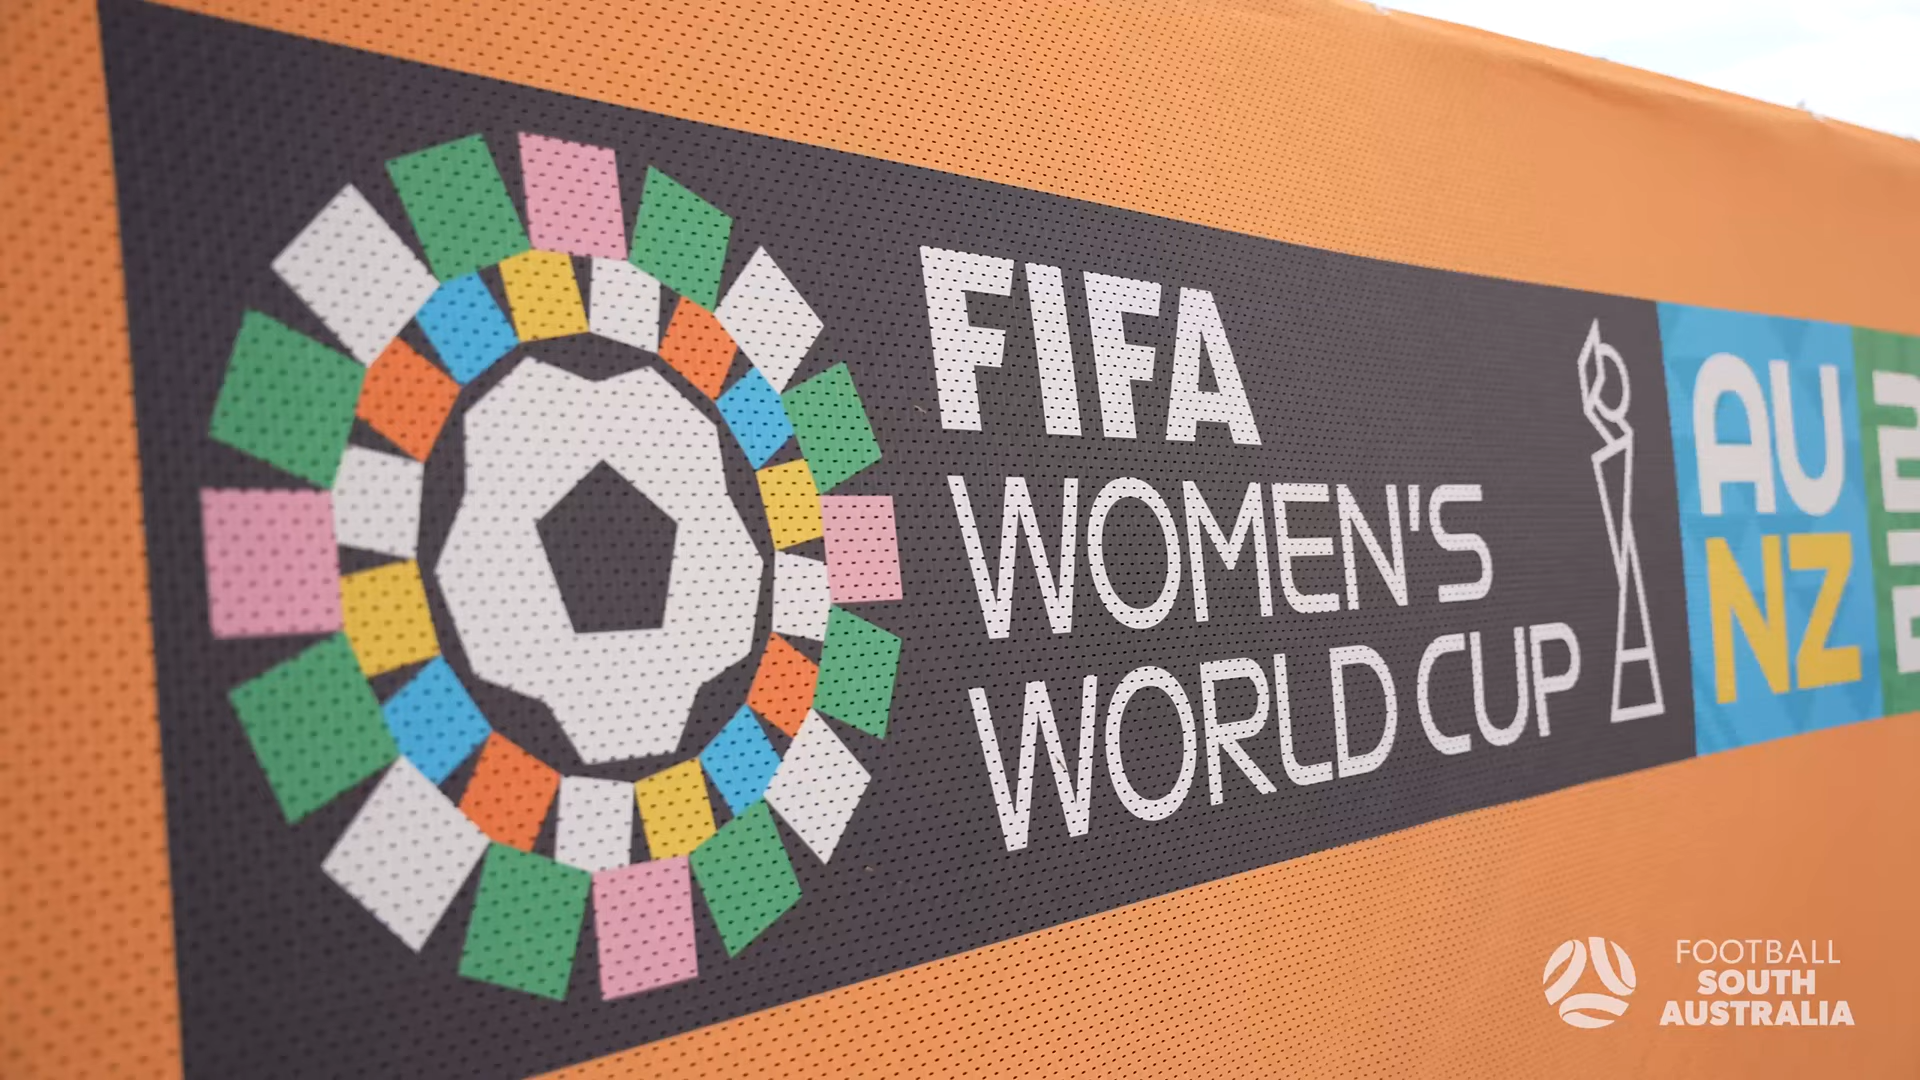 FIFA
WOMEN'S
WORLD CUP
AU
NZ
FOOTBALL
SOUTH
AUSTRALIA